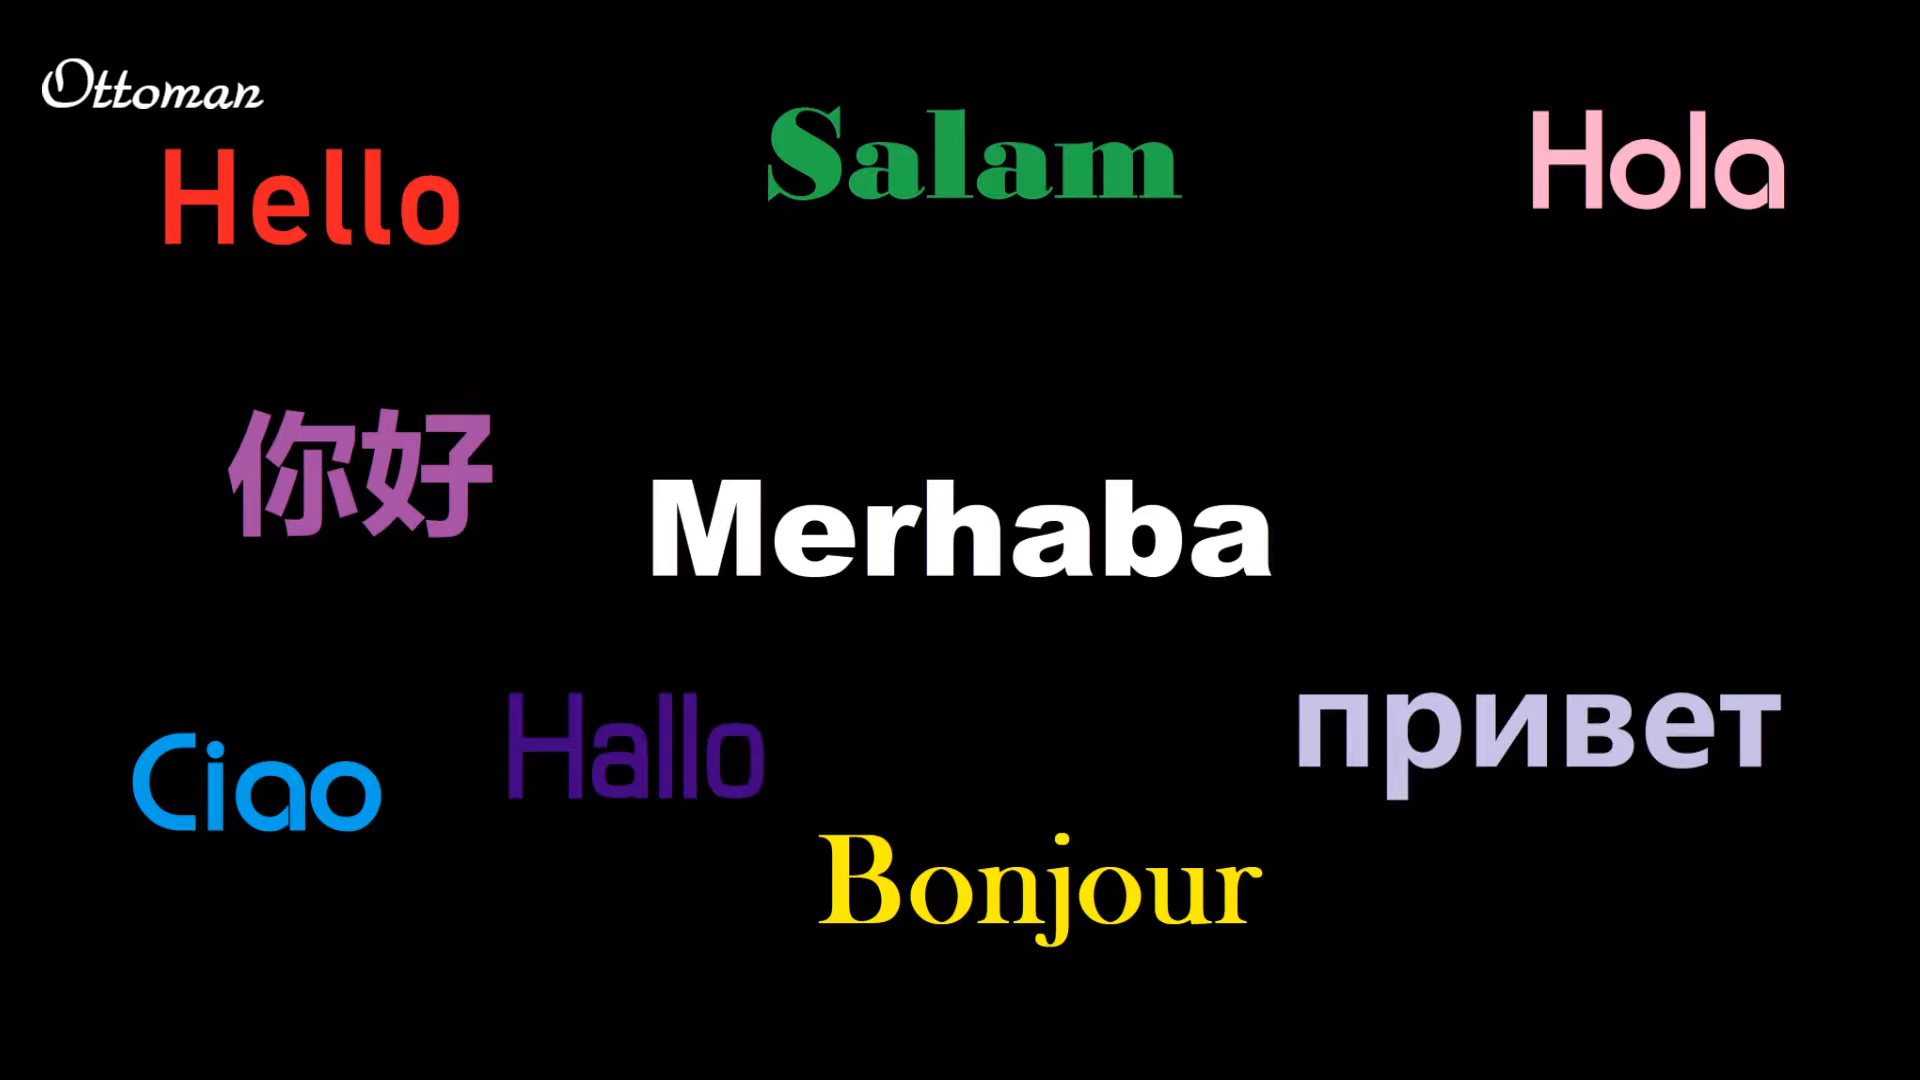 Ottoman
Hello
Salam
Hola
你好
Merhaba
привет
Ciao
Hallo
Bonjour